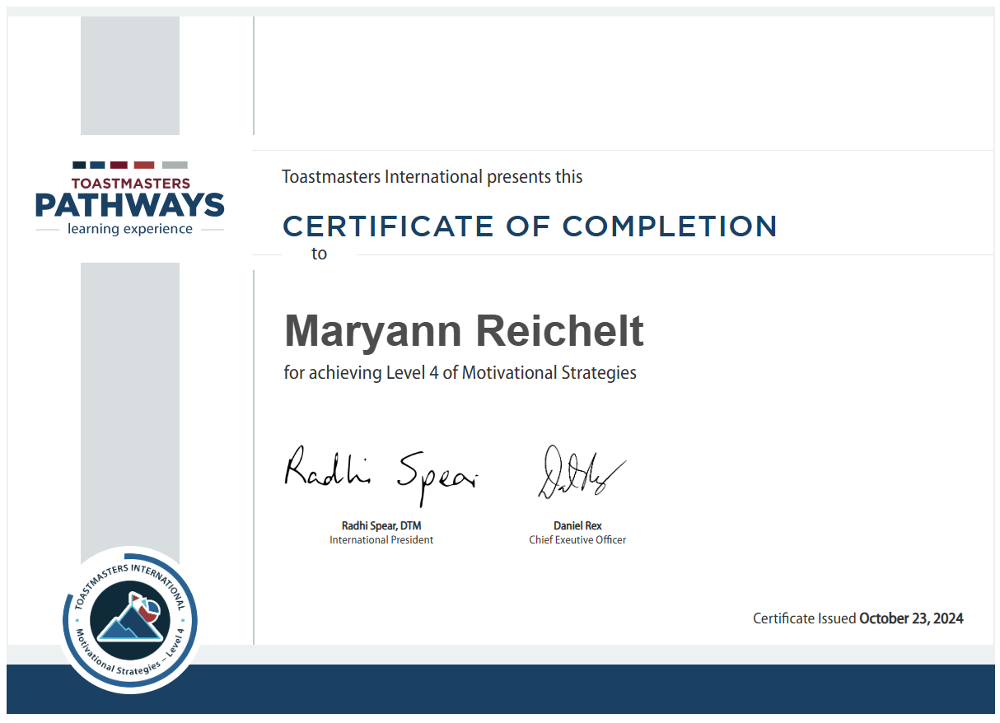 TOASTMASTERS
PATHWAYS
learning experience
Toastmasters International presents this
CERTIFICATE OF COMPLETION
to
Maryann Reichelt
for achieving Level 4 of Motivational Strategies
Radhi Spear
Radhi Spear, DTM
International President
Daniel Rex
Chief Exeutive Officer
TOASTMASTERS INTERNATIONAL
Motivational Strategies – Level 4
Certificate Issued October 23, 2024